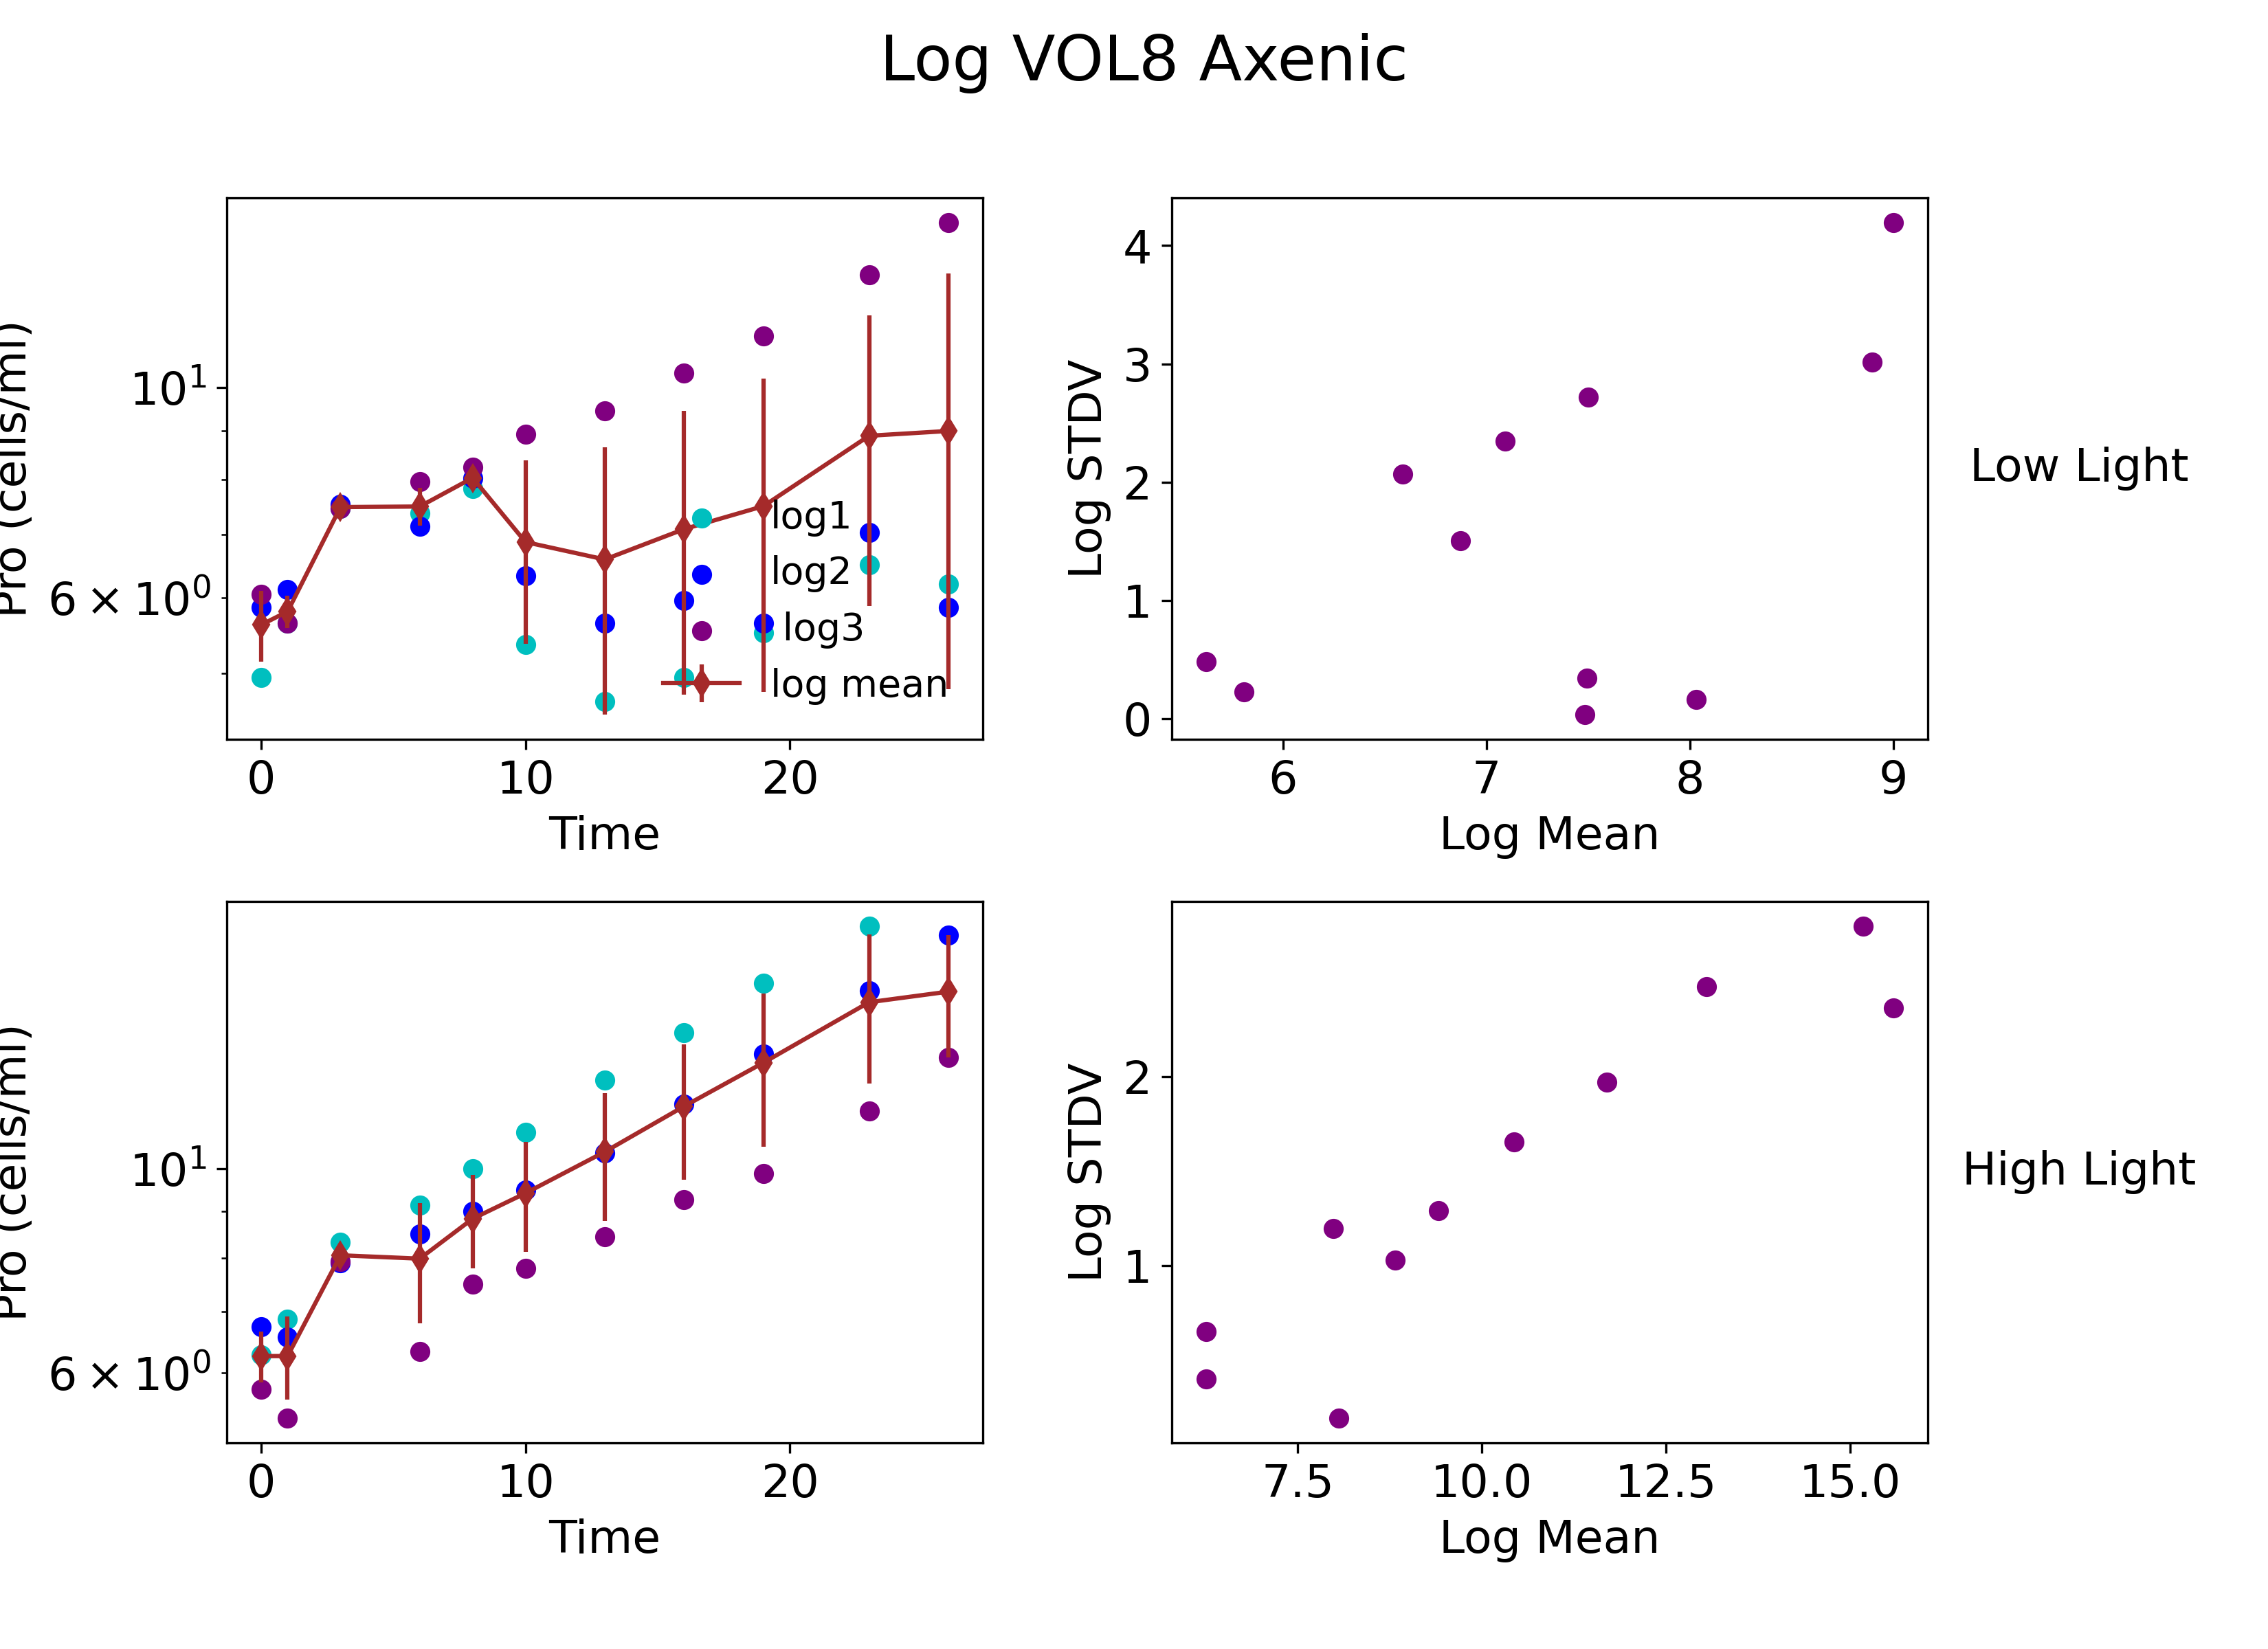 Log VOL8 Axenic
Pro (cells/ml)
10¹
6 × 10⁰
log1
log2
log3
log mean
0 10 20
Time
Log STDV
4
3
2
1
0
6 7 8 9
Log Mean
Low Light
Pro (cells/ml)
10¹
6 × 10⁰
0 10 20
Time
Log STDV
2
1
7.5 10.0 12.5 15.0
Log Mean
High Light